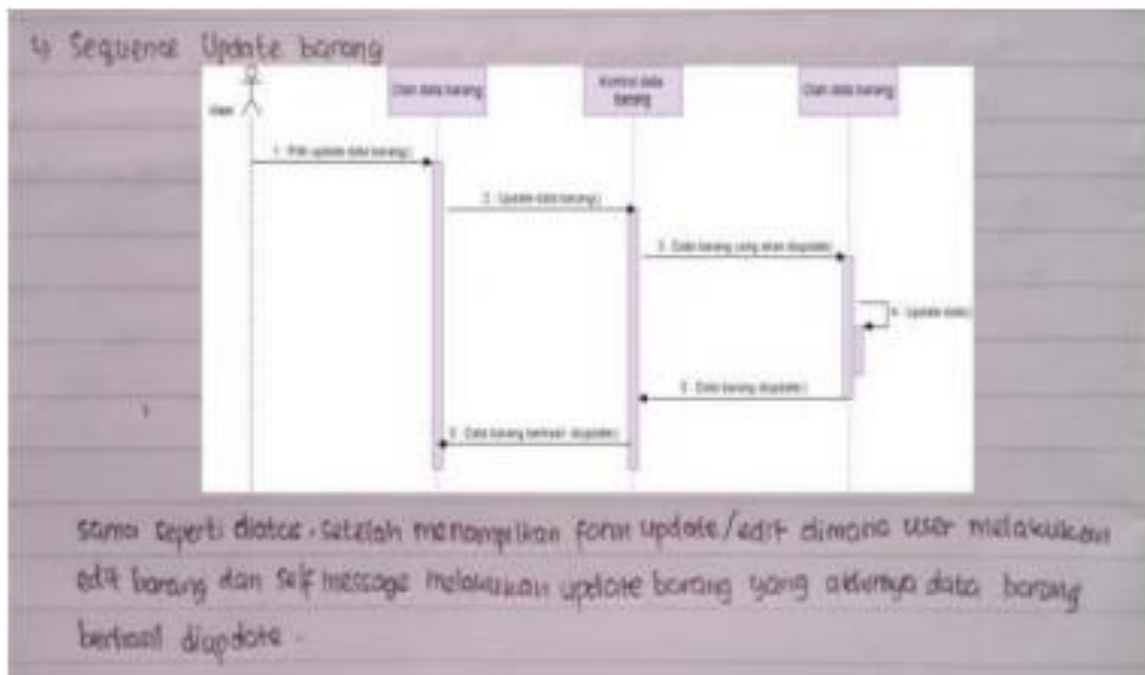 Sequence Update barang
User
Olah data barang
Kontrol data
barang
Olah data barang
1 : Pilih update data barang()
2 : Update data barang()
3 : Data barang yang akan diupdate()
4 : Update data()
5 : Data barang diupdate()
6 : Data barang berhasil diupdate()
sama seperti diatas, setelah menampilkan form update/edit dimana user melakukan
edit barang dan self message melakukan update barang yang akhirnya data barang
berhasil diupdate.